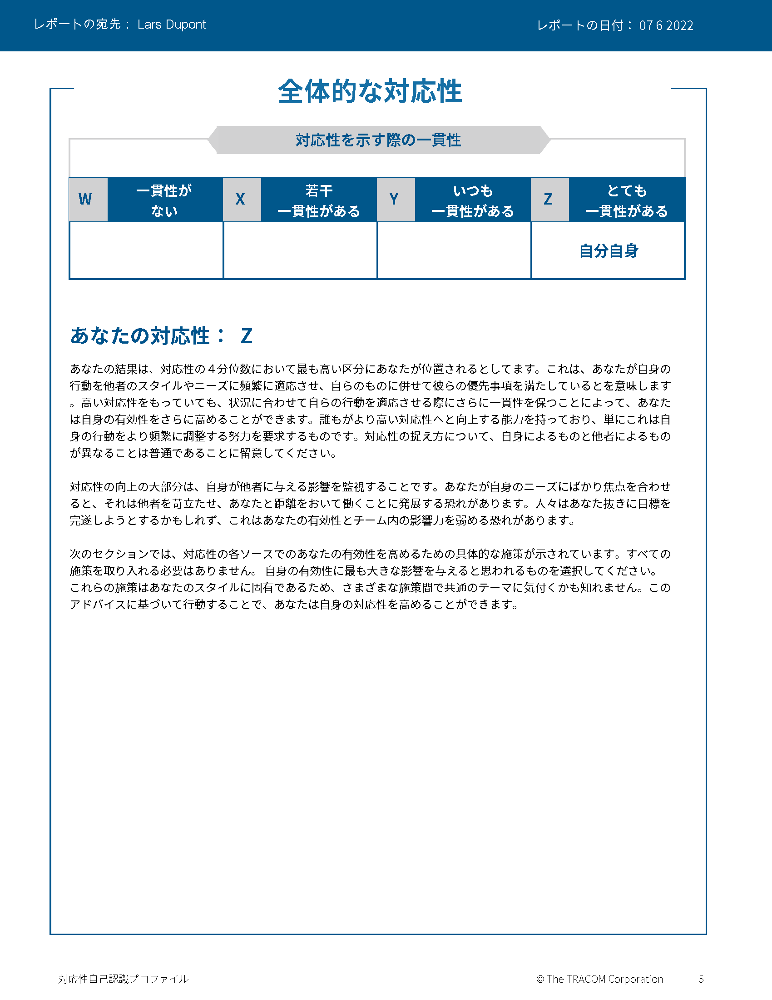 レポートの宛先： Lars Dupont
レポートの日付： 07 6 2022
全体的な対応性
対応性を示す際の一貫性
W 一貫性が
ない
X 若干
一貫性がある
Y いつも
一貫性がある
Z とても
一貫性がある
自分自身
あなたの対応性： Z
あなたの結果は、対応性の４分位数において最も高い区分にあなたが位置されるとしてます。これは、あなたが自身の
行動を他者のスタイルやニーズに頻繁に適応させ、自らのものに併せて彼らの優先事項を満たしているとを意味します
。高い対応性をもっていても、状況に合わせて自らの行動を適応させる際にさらに一貫性を保つことによって、あなた
は自身の有効性をさらに高めることができます。誰もがより高い対応性へと向上する能力を持っており、単にこれは自
身の行動をより頻繁に調整する努力を要求するものです。対応性の捉え方について、自身によるものと他者によるもの
が異なることは普通であることに留意してください。
対応性の向上の大部分は、自身が他者に与える影響を監視することです。あなたが自身のニーズにばかり焦点を合わせ
ると、それは他者を苛立たせ、あなたと距離をおいて働くことに発展する恐れがあります。人々はあなた抜きに目標を
完遂しようとするかもしれず、これはあなたの有効性とチーム内の影響力を弱める恐れがあります。
次のセクションでは、対応性の各ソースでのあなたの有効性を高めるための具体的な施策が示されています。すべての
施策を取り入れる必要はありません。 自身の有効性に最も大きな影響を与えると思われるものを選択してください。
これらの施策はあなたのスタイルに固有であるため、さまざまな施策間で共通のテーマに気付くかも知れません。この
アドバイスに基づいて行動することで、あなたは自身の対応性を高めることができます。
対応性自己認識プロファイル
© The TRACOM Corporation 5